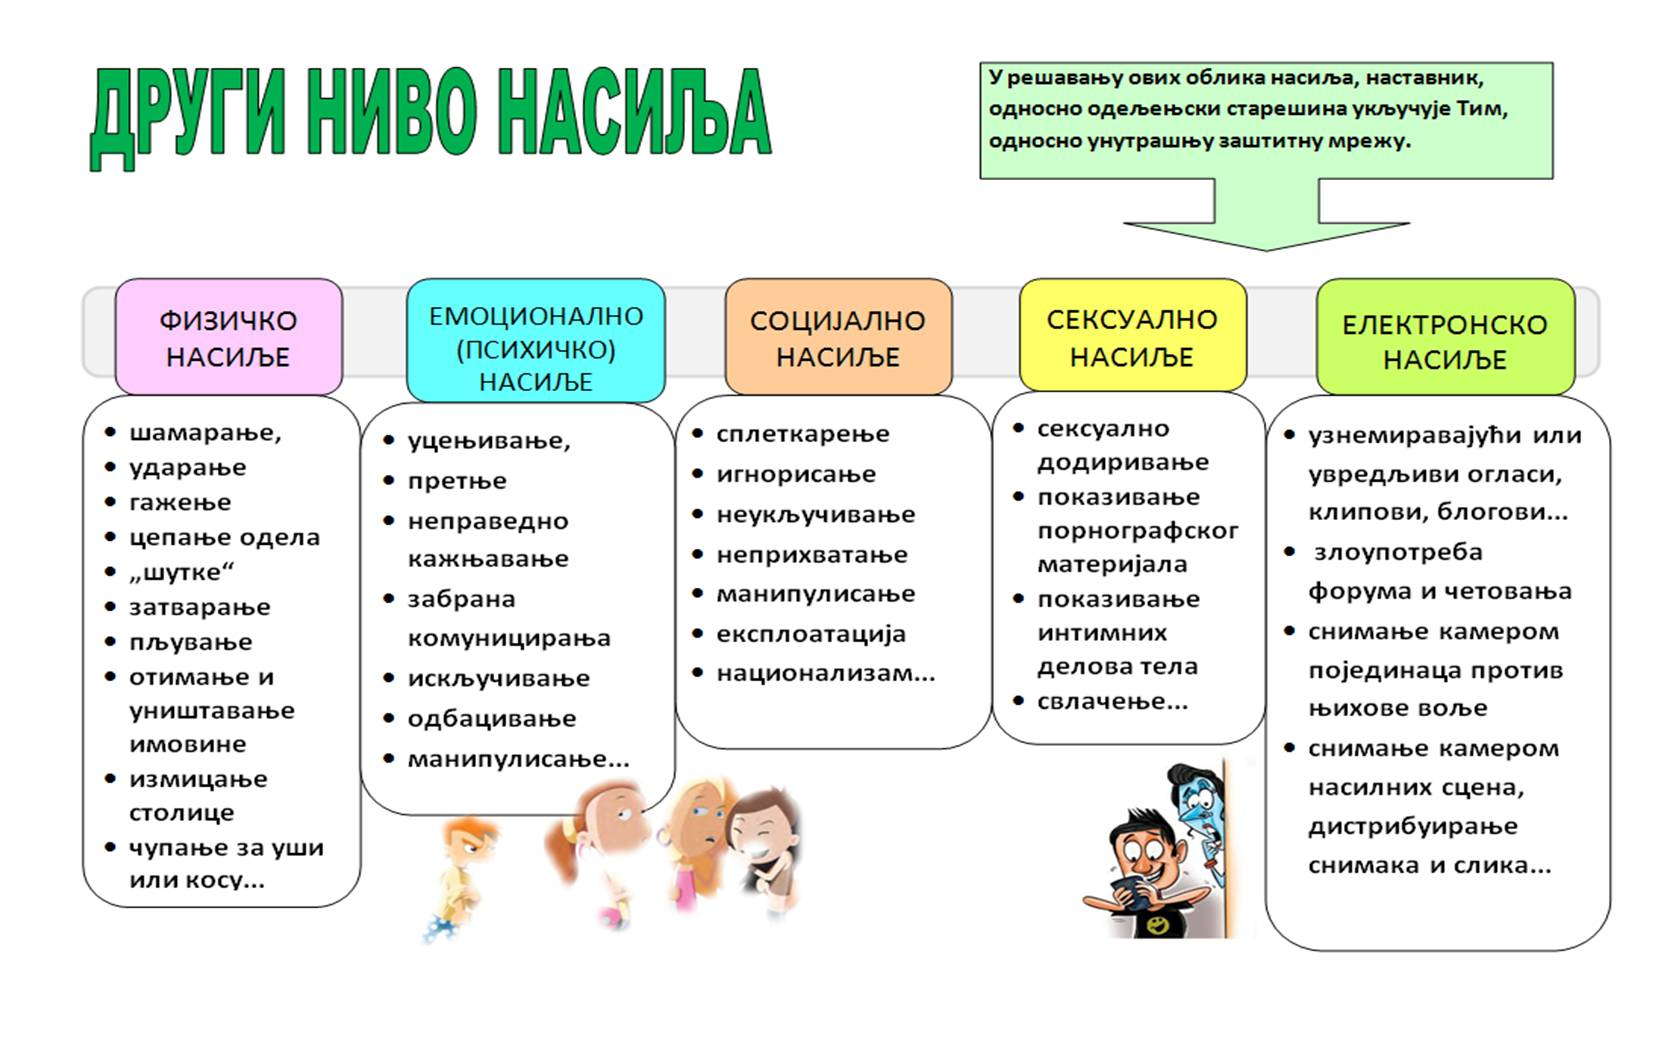 ДРУГИ НИВО НАСИЉА
У решавању ових облика насиља, наставник,
односно одељењски старешина укључује Тим,
односно унутрашњу заштитну мрежу.
ФИЗИЧКО
НАСИЉЕ
• шамарање,
• ударање
• гажење
• цепање одела
• „шутке“
• затварање
• пљување
• отимање и
уништавање
имовине
• измицање
столице
• чупање за уши
или косу...
ЕМОЦИОНАЛНО
(ПСИХИЧКО)
НАСИЉЕ
• уцењивање,
• претње
• неправедно
кажњавање
• забрана
комуницирања
• искључивање
• одбацивање
• манипулисање...
СОЦИЈАЛНО
НАСИЉЕ
• сплеткарење
• игнорисање
• неукључивање
• неприхватање
• манипулисање
• експлоатација
• национализам...
СЕКСУАЛНО
НАСИЉЕ
• сексуално
додиривање
• показивање
порнографског
материјала
• показивање
интимних
делова тела
• свлачење...
ЕЛЕКТРОНСКО
НАСИЉЕ
• узнемиравајући или
увредљиви огласи,
клипови, блогови...
• злоупотреба
форума и четовања
• снимање камером
појединаца против
њихове воље
• снимање камером
насилних сцена,
дистрибуирање
снимака и слика...